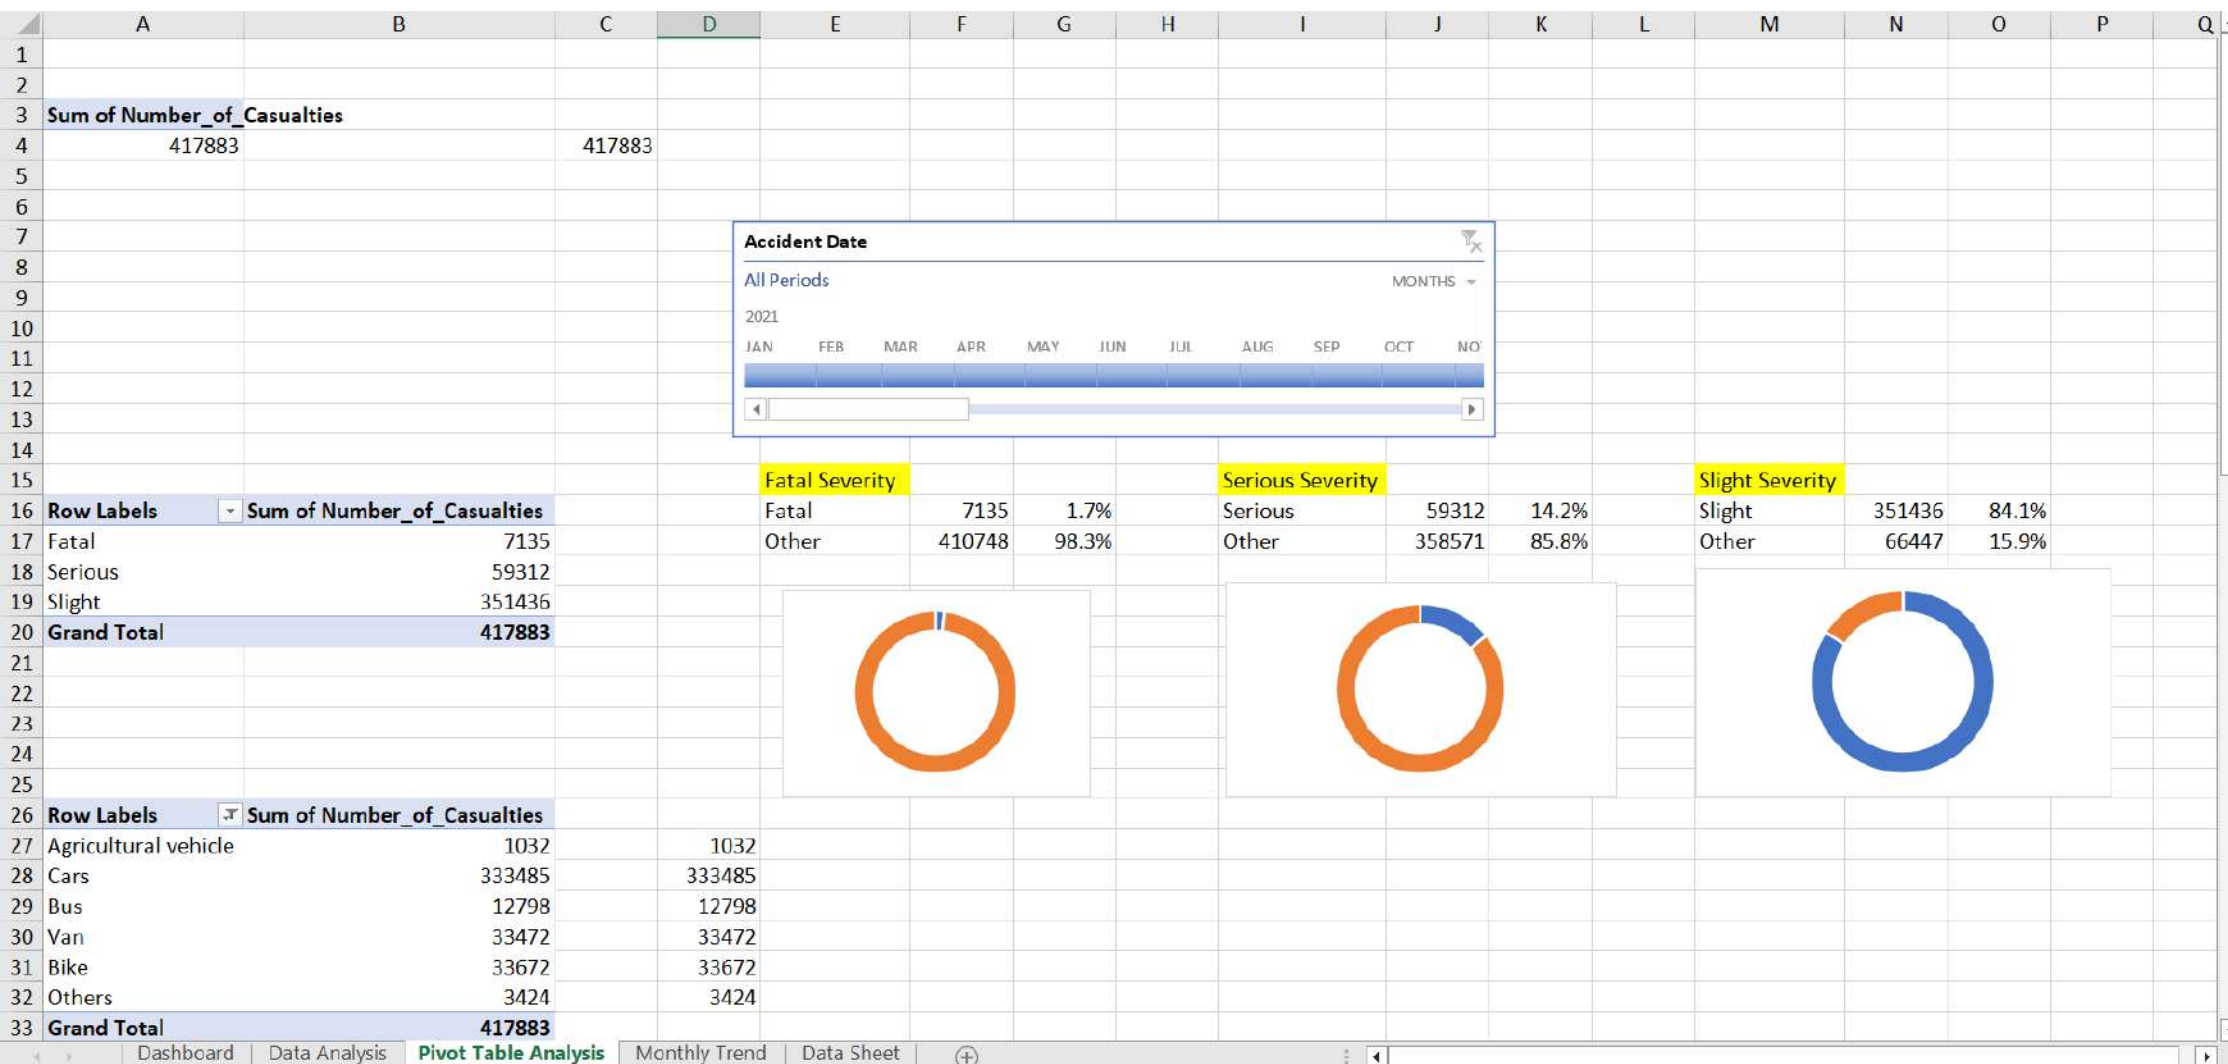 A B C D E F G H I J K L M N O P Q
1
2
3 Sum of Number_of_Casualties
4 417883 417883
5
6
7 Accident Date
8 All Periods MONTHS
9
10 2021
11 JAN FEB MAR APR MAY JUN JUL AUG SEP OCT NO
12
13
14
15 Fatal Severity Serious Severity Slight Severity
16 Row Labels Sum of Number_of_Casualties Fatal 7135 1.7% Serious 59312 14.2% Slight 351436 84.1%
17 Fatal 7135 Other 410748 98.3% Other 358571 85.8% Other 66447 15.9%
18 Serious 59312
19 Slight 351436
20 Grand Total 417883
21
22
23
24
25
26 Row Labels Sum of Number_of_Casualties
27 Agricultural vehicle 1032 1032
28 Cars 333485 333485
29 Bus 12798 12798
30 Van 33472 33472
31 Bike 33672 33672
32 Others 3424 3424
33 Grand Total 417883
Dashboard Data Analysis Pivot Table Analysis Monthly Trend Data Sheet